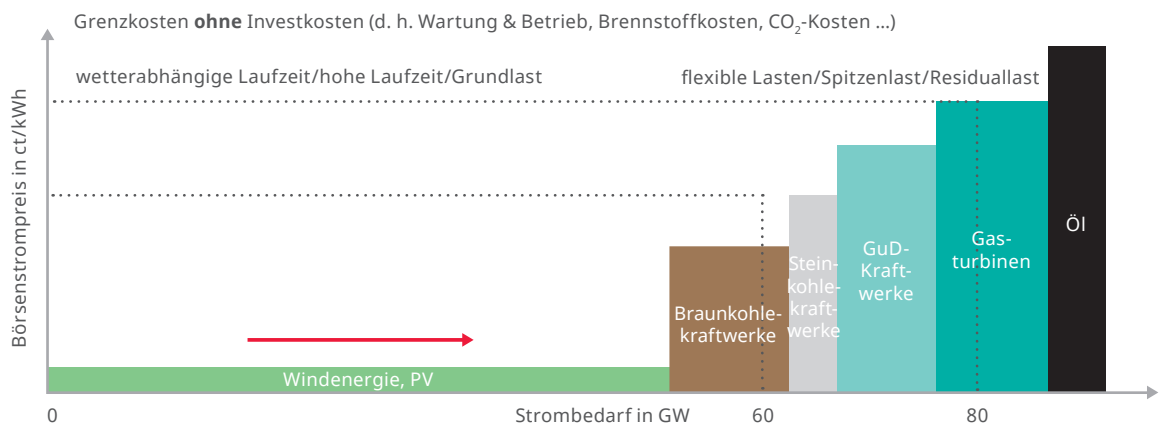 Grenzkosten ohne Investkosten (d. h. Wartung & Betrieb, Brennstoffkosten, CO₂-Kosten …)
wetterabhängige Laufzeit/hohe Laufzeit/Grundlast
flexible Lasten/Spitzenlast/Residuallast
Börsenstrompreis in ct/kWh
Windenergie, PV
Braunkohle-
kraftwerke
Stein-
kohle-
kraft-
werke
GuD-
Kraft-
werke
Gas-
turbinen
Öl
0
Strombedarf in GW
60
80